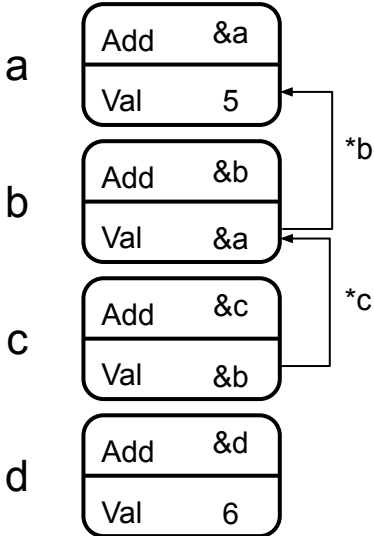 a
Add &a
Val 5
*b
b
Add &b
Val &a
*c
c
Add &c
Val &b
d
Add &d
Val 6